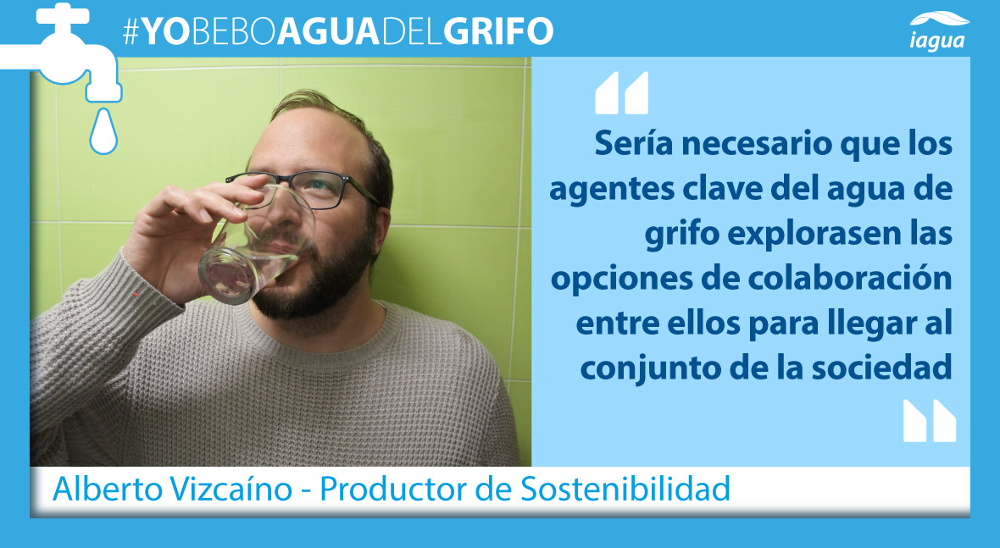 #YOBEBOAGUADELGRIFO
iagua
“
Sería necesario que los
agentes clave del agua de
grifo explorasen las
opciones de colaboración
entre ellos para llegar al
conjunto de la sociedad
”
Alberto Vizcaíno - Productor de Sostenibilidad